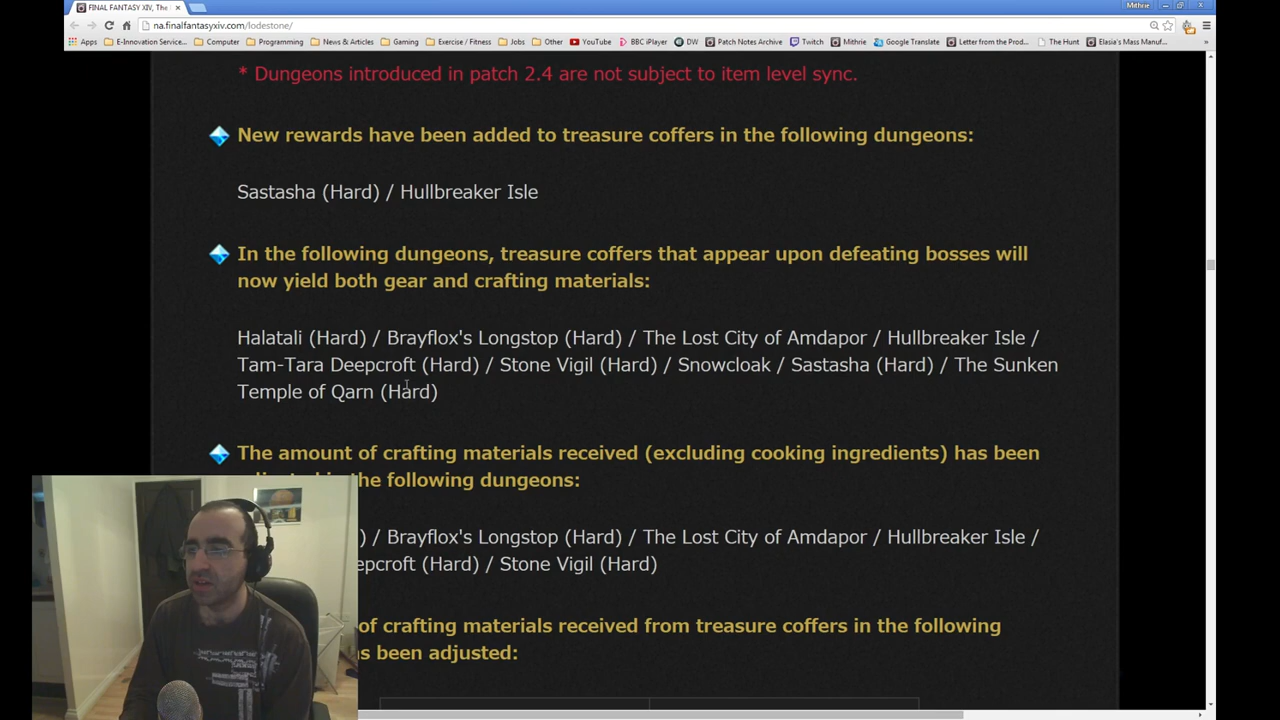 FINAL FANTASY XIV, The L
Mithrie
na.finalfantasyxiv.com/lodestone/
Apps E-Innovation Service... Computer Programming News & Articles Gaming Exercise / Fitness Jobs Other YouTube BBC iPlayer DW Patch Notes Archive Twitch Mithrie Google Translate Letter from the Prod... The Hunt Elasia's Mass Manuf...
* Dungeons introduced in patch 2.4 are not subject to item level sync.
New rewards have been added to treasure coffers in the following dungeons:
Sastasha (Hard) / Hullbreaker Isle
In the following dungeons, treasure coffers that appear upon defeating bosses will
now yield both gear and crafting materials:
Halatali (Hard) / Brayflox's Longstop (Hard) / The Lost City of Amdapor / Hullbreaker Isle /
Tam-Tara Deepcroft (Hard) / Stone Vigil (Hard) / Snowcloak / Sastasha (Hard) / The Sunken
Temple of Qarn (Hard)
The amount of crafting materials received (excluding cooking ingredients) has been
the following dungeons:
) / Brayflox's Longstop (Hard) / The Lost City of Amdapor / Hullbreaker Isle /
epcroft (Hard) / Stone Vigil (Hard)
of crafting materials received from treasure coffers in the following
s been adjusted: